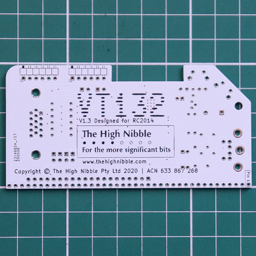 VT132
V1.3 Designed for RC2014
The High Nibble
For the more significant bits
www.thehighnibble.com
Copyright © The High Nibble Pty Ltd 2020 | ACN 633 867 268